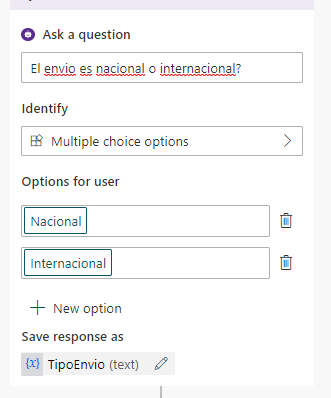 Ask a question
El envio es nacional o internacional?
Identify
Multiple choice options
Options for user
Nacional
Internacional
New option
Save response as
{x} TipoEnvio (text)